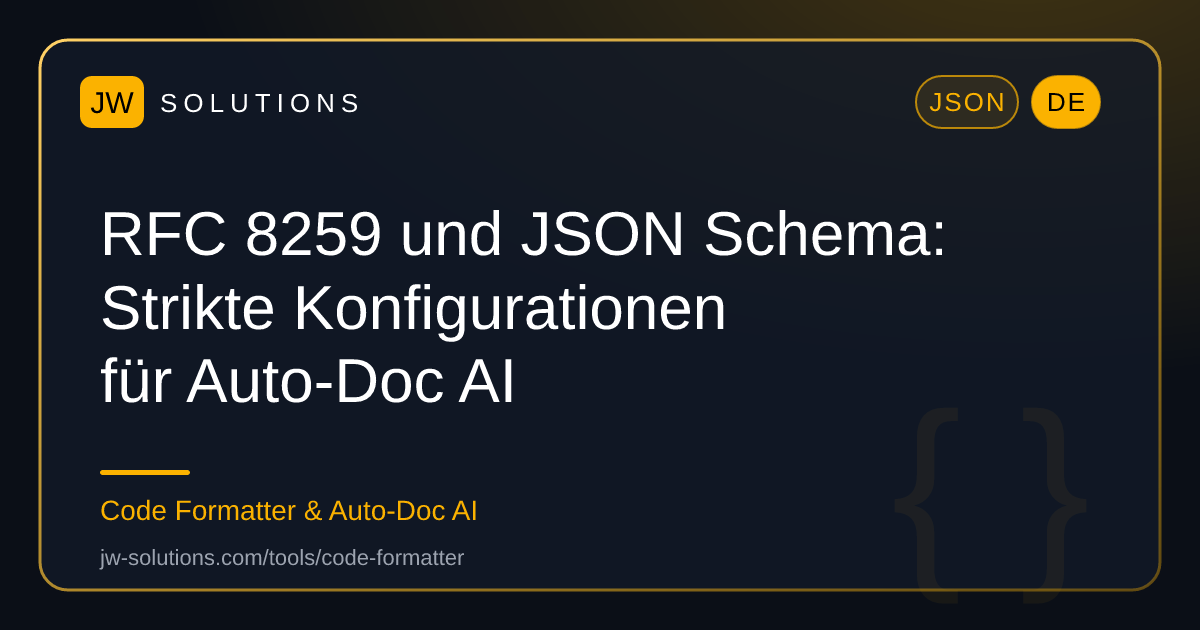 JW SOLUTIONS
JSON DE
RFC 8259 und JSON Schema:
Strikte Konfigurationen
für Auto-Doc AI
Code Formatter & Auto-Doc AI
jw-solutions.com/tools/code-formatter
{ }